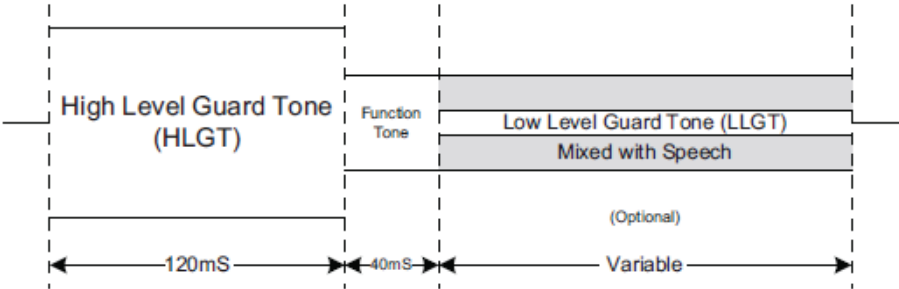 High Level Guard Tone
(HLGT)
Function
Tone
Low Level Guard Tone (LLGT)
Mixed with Speech
(Optional)
120mS
40mS
Variable